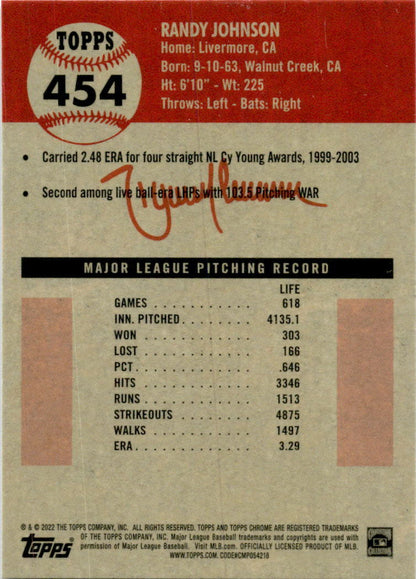 TOPPS
454
RANDY JOHNSON
Home: Livermore, CA
Born: 9-10-63, Walnut Creek, CA
Ht: 6'10" - Wt: 225
Throws: Left - Bats: Right
• Carried 2.48 ERA for four straight NL Cy Young Awards, 1999-2003
• Second among live ball-era LHPs with 103.5 Pitching WAR
MAJOR LEAGUE PITCHING RECORD
LIFE
GAMES . . . . . . . . . . 618
INN. PITCHED . . . . . . . . 4135.1
WON . . . . . . . . . . . 303
LOST . . . . . . . . . . . 166
PCT. . . . . . . . . . . . .646
HITS . . . . . . . . . . . 3346
RUNS . . . . . . . . . . . 1513
STRIKEOUTS . . . . . . . . 4875
WALKS . . . . . . . . . . 1497
ERA . . . . . . . . . . . 3.29
® & © 2022 THE TOPPS COMPANY, INC. ALL RIGHTS RESERVED. TOPPS AND TOPPS CHROME ARE REGISTERED TRADEMARKS
OF THE TOPPS COMPANY, INC. Major League Baseball trademarks and copyrights are used with
permission of Major League Baseball. Visit MLB.com. OFFICIALLY LICENSED PRODUCT OF MLB.
WWW.TOPPS.COM. CODE#CMP054218
Topps